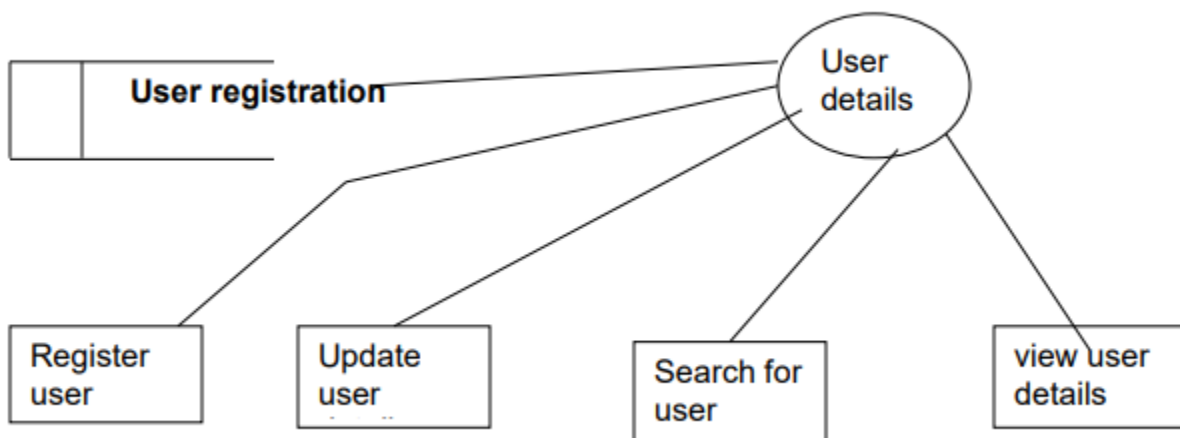 User
details
User registration
Register
user
Update
user
Search for
user
view user
details